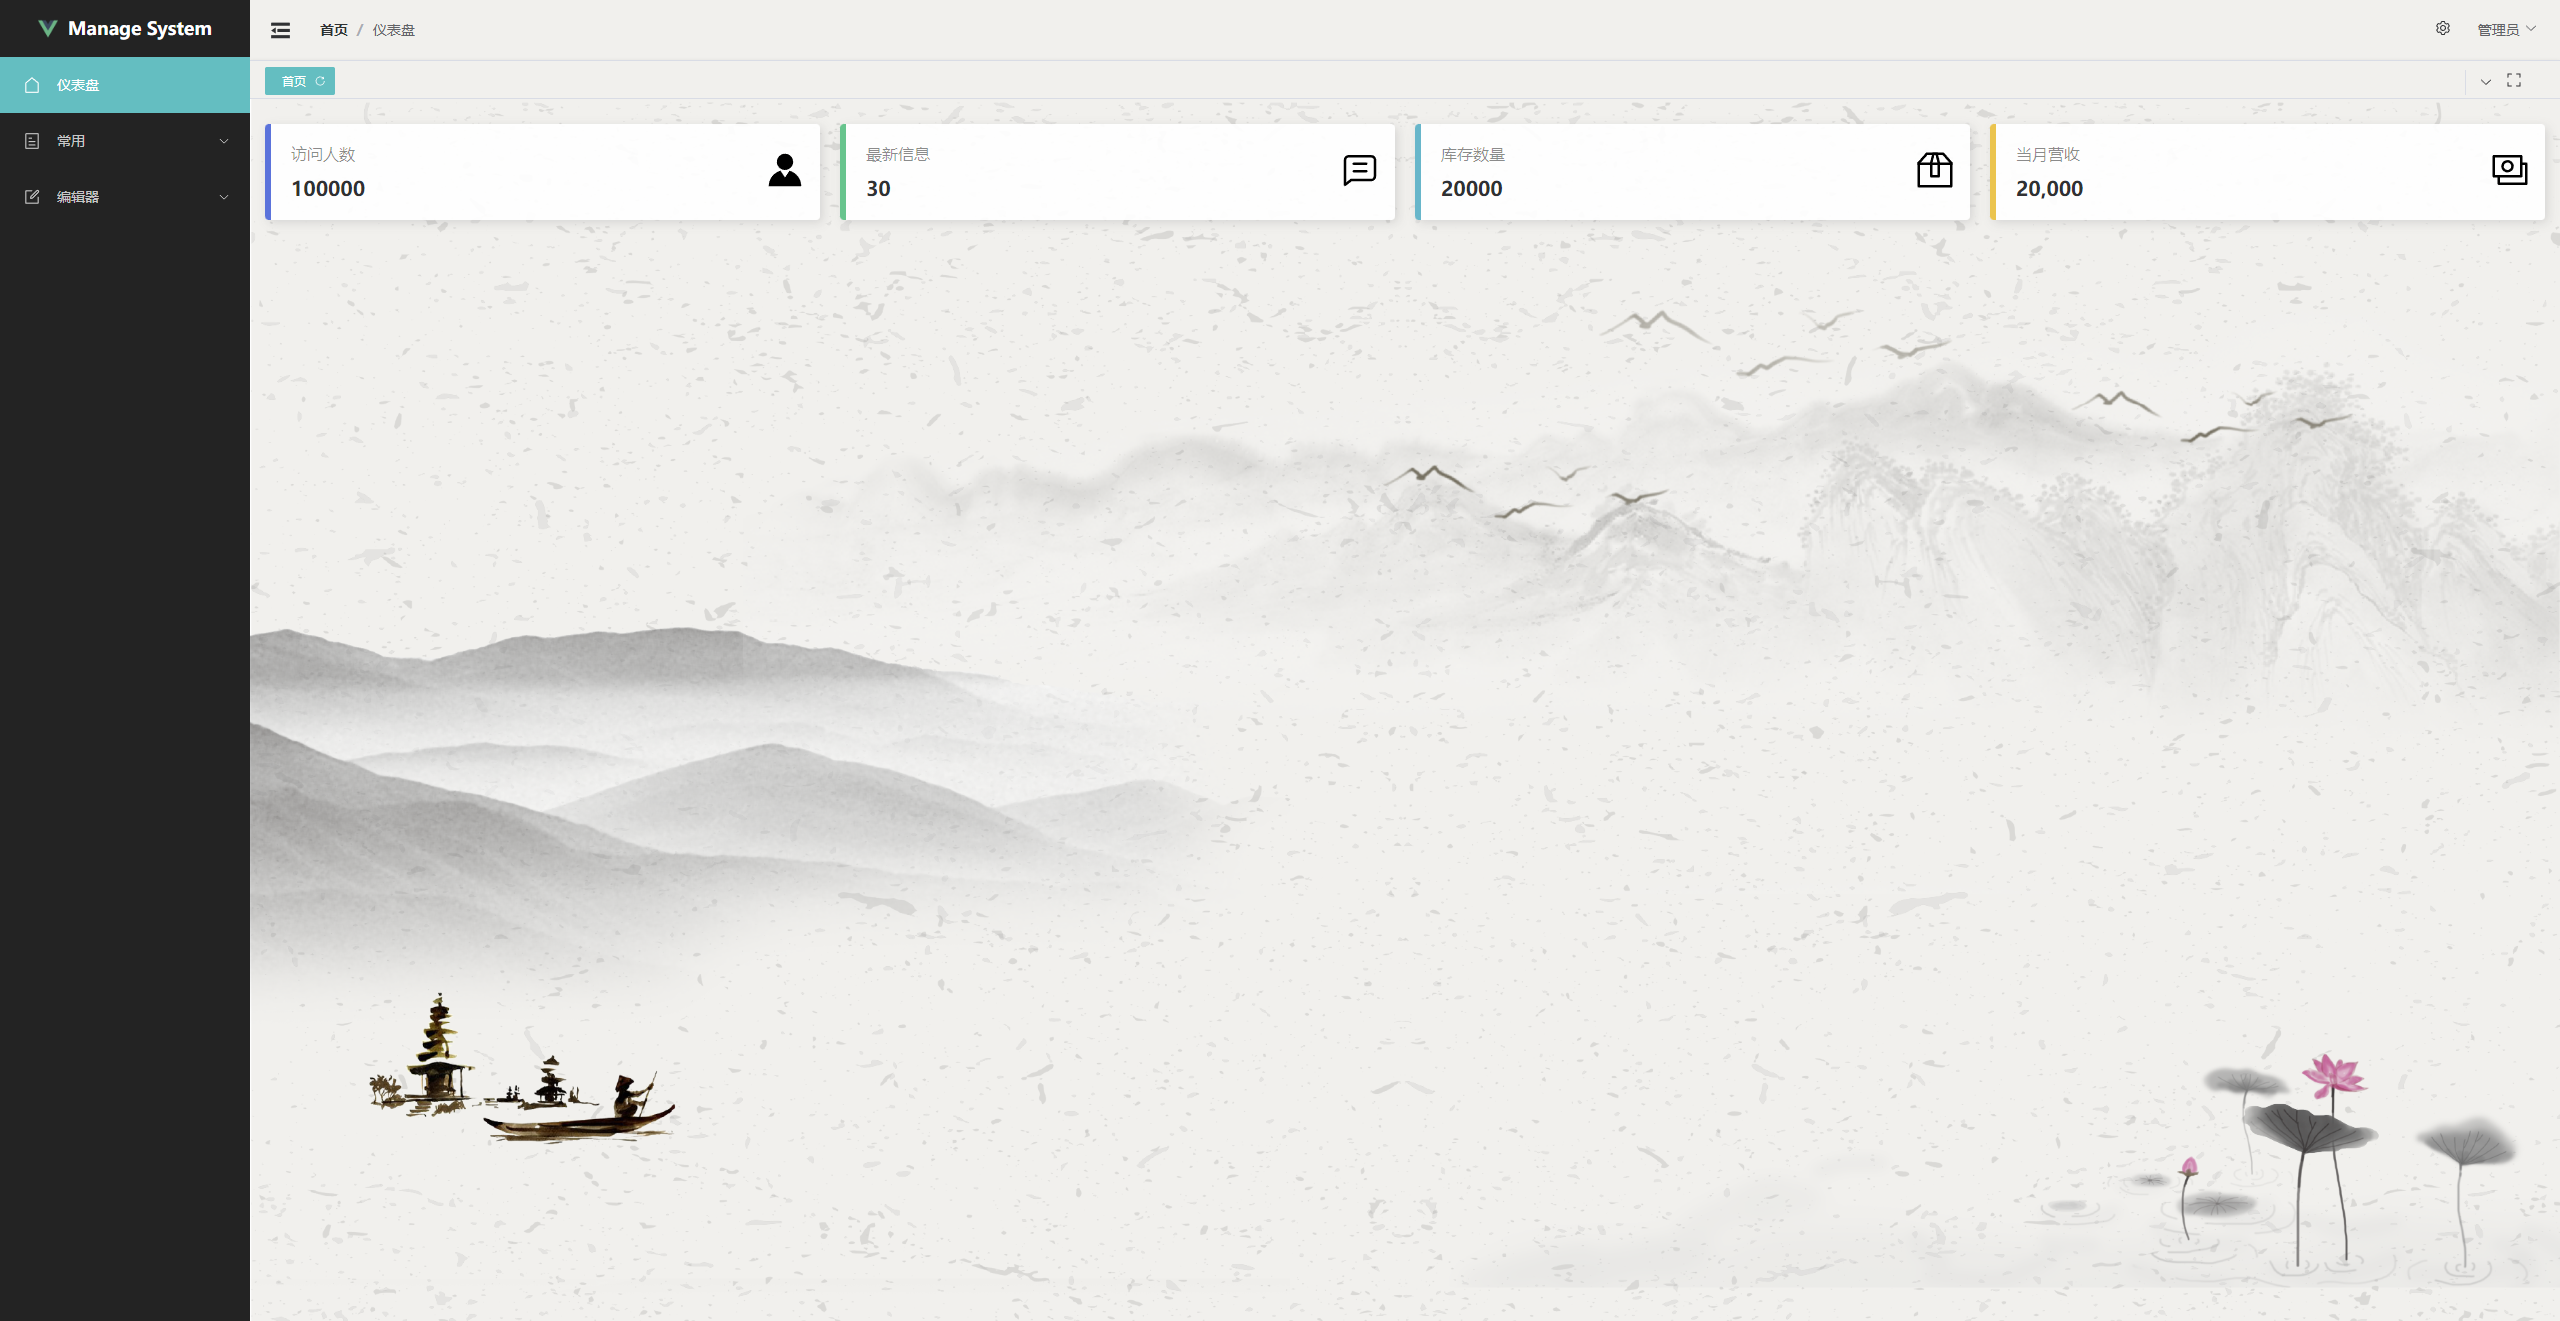 Manage System
首页 / 仪表盘
管理员
仪表盘
首页
常用
编辑器
访问人数
100000
最新信息
30
库存数量
20000
当月营收
20,000